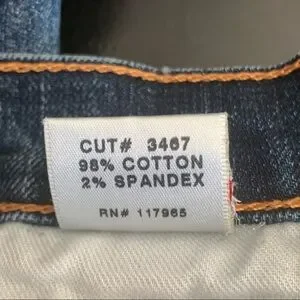 CUT# 3467
98% COTTON
2% SPANDEX
RN# 117965